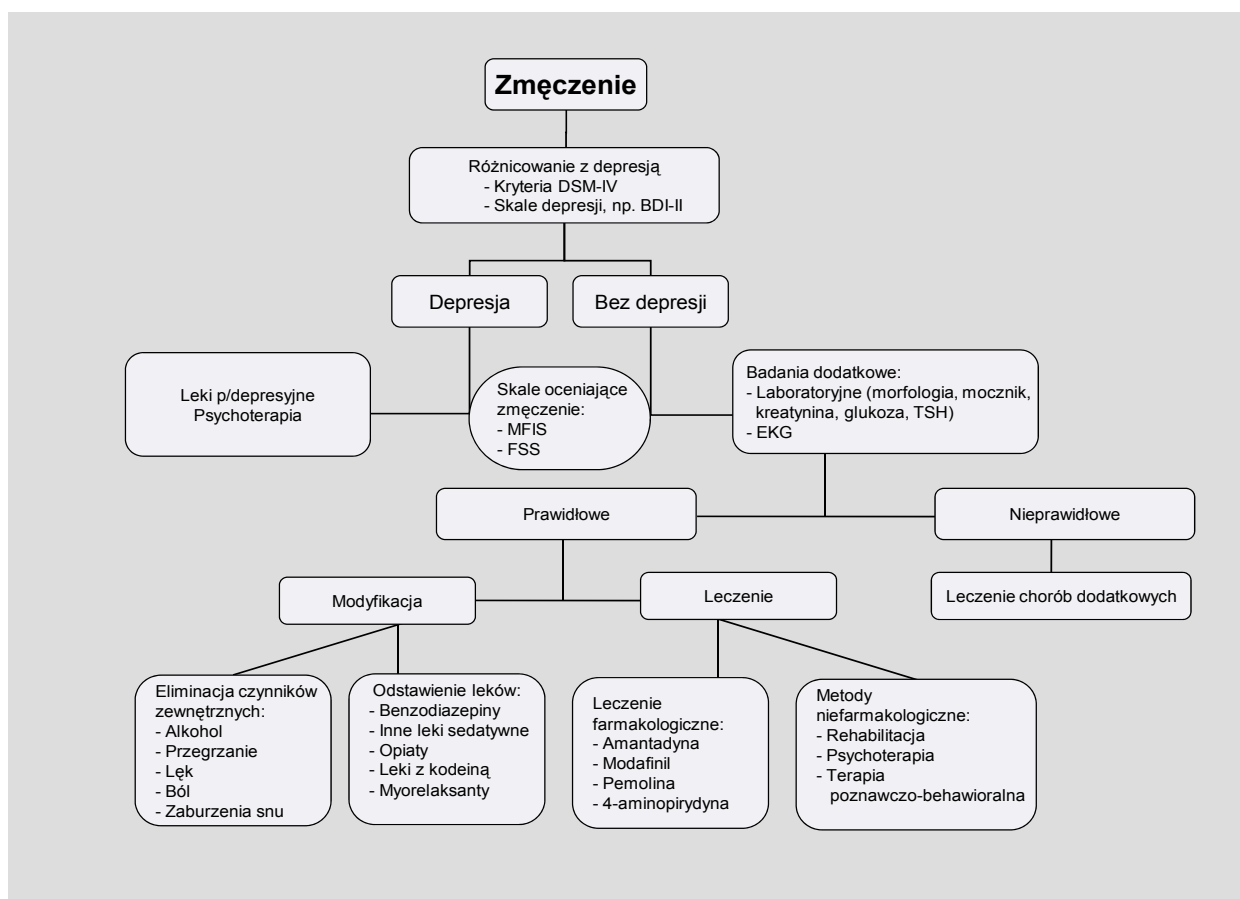 Zmęczenie
Różnicowanie z depresją
- Kryteria DSM-IV
- Skale depresji, np. BDI-II
Depresja
Bez depresji
Leki p/depresyjne
Psychoterapia
Skale oceniające
zmęczenie:
- MFIS
- FSS
Badania dodatkowe:
- Laboratoryjne (morfologia, mocznik,
kreatynina, glukoza, TSH)
- EKG
Prawidłowe
Nieprawidłowe
Modyfikacja
Leczenie
Leczenie chorób dodatkowych
Eliminacja czynników
zewnętrznych:
- Alkohol
- Przegrzanie
- Lęk
- Ból
- Zaburzenia snu
Odstawienie leków:
- Benzodiazepiny
- Inne leki sedatywne
- Opiaty
- Leki z kodeiną
- Myorelaksanty
Leczenie
farmakologiczne:
- Amantadyna
- Modafinil
- Pemolina
- 4-aminopirydyna
Metody
niefarmakologiczne:
- Rehabilitacja
- Psychoterapia
- Terapia
poznawczo-behawioralna